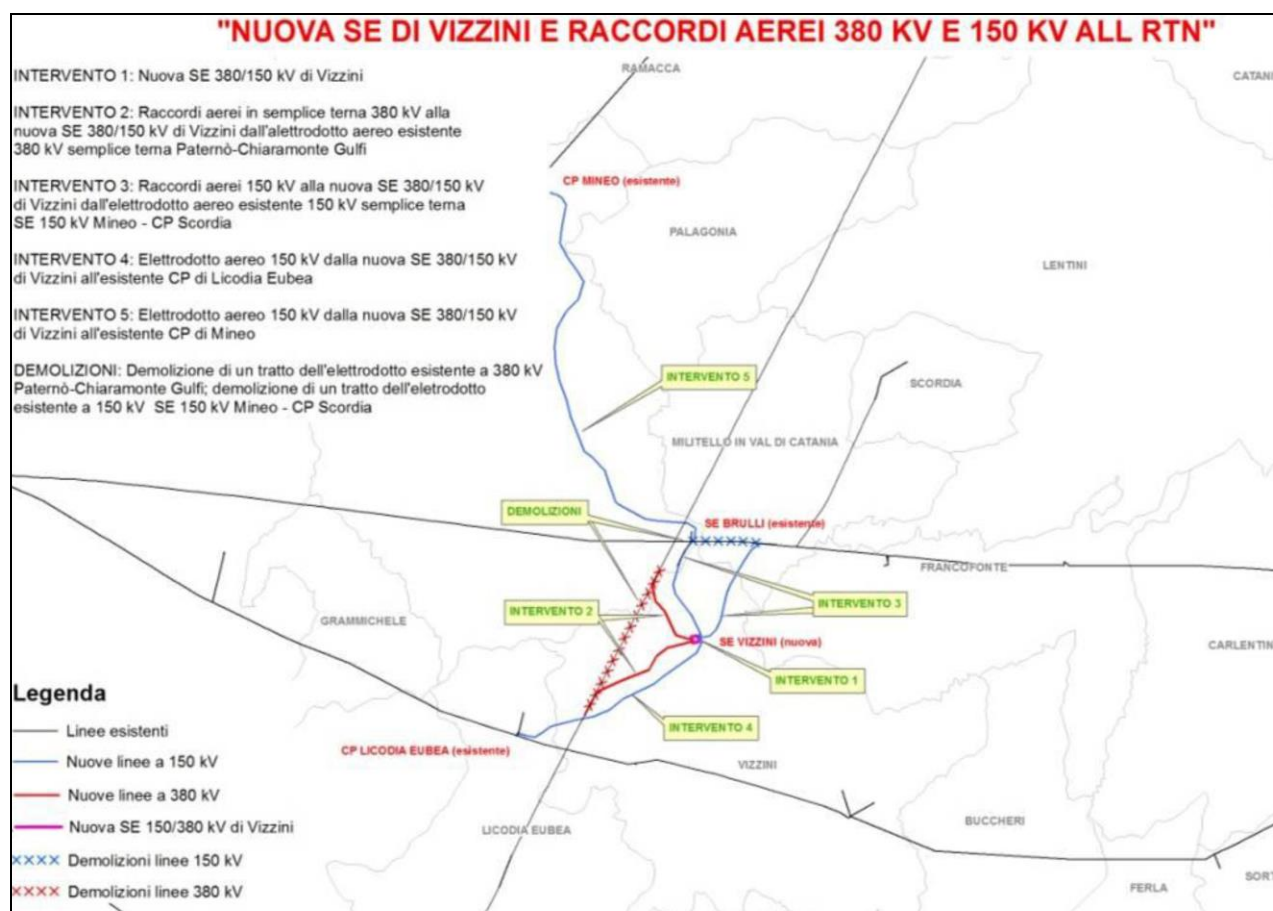 "NUOVA SE DI VIZZINI E RACCORDI AEREI 380 KV E 150 KV ALL RTN"
INTERVENTO 1: Nuova SE 380/150 kV di Vizzini
INTERVENTO 2: Raccordi aerei in semplice terna 380 kV alla
nuova SE 380/150 kV di Vizzini dall'alettrodotto aereo esistente
380 kV semplice terna Paternò-Chiaramonte Gulfi
INTERVENTO 3: Raccordi aerei 150 kV alla nuova SE 380/150 kV
di Vizzini dall'elettrodotto aereo esistente 150 kV semplice terna
SE 150 kV Mineo - CP Scordia
INTERVENTO 4: Elettrodotto aereo 150 kV dalla nuova SE 380/150 kV
di Vizzini all'esistente CP di Licodia Eubea
INTERVENTO 5: Elettrodotto aereo 150 kV dalla nuova SE 380/150 kV
di Vizzini all'esistente CP di Mineo
DEMOLIZIONI: Demolizione di un tratto dell'elettrodotto esistente a 380 kV
Paternò-Chiaramonte Gulfi; demolizione di un tratto dell'eletrodotto
esistente a 150 kV SE 150 kV Mineo - CP Scordia
RAMACCA
CATANI
CP MINEO (esistente)
PALAGONIA
LENTINI
INTERVENTO 5
SCORDIA
MILITELLO IN VAL DI CATANIA
DEMOLIZIONI
SE BRULLI (esistente)
FRANCOFONTE
INTERVENTO 2
INTERVENTO 3
GRAMMICHELE
SE VIZZINI (nuova)
CARLENTIN
INTERVENTO 1
INTERVENTO 4
CP LICODIA EUBEA (esistente)
VIZZINI
LICODIA EUBEA
BUCCHERI
SORT
FERLA
Legenda
Linee esistenti
Nuove linee a 150 kV
Nuove linee a 380 kV
Nuova SE 150/380 kV di Vizzini
Demolizioni linee 150 kV
Demolizioni linee 380 kV